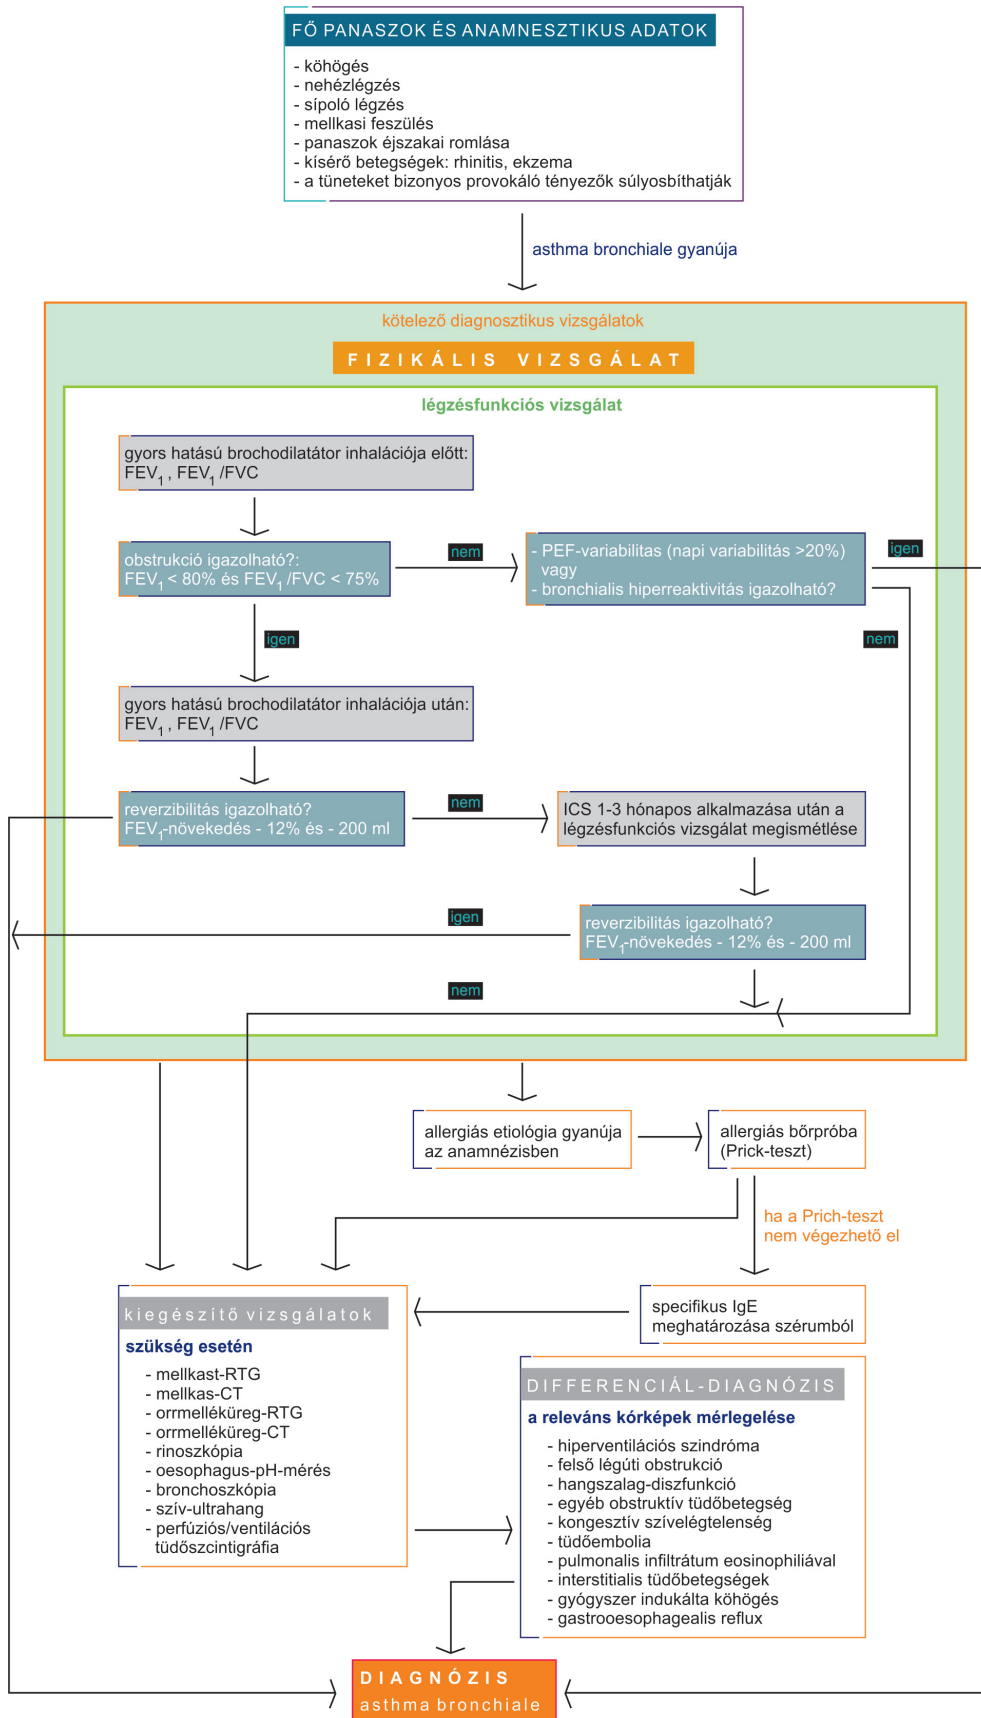 FŐ PANASZOK ÉS ANAMNESZTIKUS ADATOK
- köhögés
- nehézlégzés
- sípoló légzés
- mellkasi feszülés
- panaszok éjszakai romlása
- kísérő betegségek: rhinitis, ekzema
- a tüneteket bizonyos provokáló tényezők súlyosbíthatják
asthma bronchiale gyanúja
kötelező diagnosztikus vizsgálatok
FIZIKÁLIS VIZSGÁLAT
légzésfunkciós vizsgálat
gyors hatású brochodilatátor inhalációja előtt:
FEV1, FEV1/FVC
obstrukció igazolható?:
FEV1 < 80% és FEV1/FVC < 75%
nem
- PEF-variabilitas (napi variabilitás >20%)
vagy
- bronchialis hiperreaktivitás igazolható?
igen
nem
igen
gyors hatású brochodilatátor inhalációja után:
FEV1, FEV1/FVC
reverzibilitás igazolható?
FEV1-növekedés - 12% és - 200 ml
nem
ICS 1-3 hónapos alkalmazása után a
légzésfunkciós vizsgálat megismétlése
igen
reverzibilitás igazolható?
FEV1-növekedés - 12% és - 200 ml
nem
allergiás etiológia gyanúja
az anamnézisben
allergiás bőrpróba
(Prick-teszt)
ha a Prich-teszt
nem végezhető el
specifikus IgE
meghatározása szérumból
kiegészítő vizsgálatok
szükség esetén
- mellkast-RTG
- mellkas-CT
- orrmelléküreg-RTG
- orrmelléküreg-CT
- rinoszkópia
- oesophagus-pH-mérés
- bronchoszkópia
- szív-ultrahang
- perfúziós/ventilációs
tüdőszcintigráfia
DIFFERENCIÁL-DIAGNÓZIS
a releváns kórképek mérlegelése
- hiperventilációs szindróma
- felső légúti obstrukció
- hangszalag-diszfunkció
- egyéb obstruktív tüdőbetegség
- kongesztív szívelégtelenség
- tüdőembolia
- pulmonalis infiltrátum eosinophiliával
- interstitialis tüdőbetegségek
- gyógyszer indukálta köhögés
- gastrooesophagealis reflux
DIAGNÓZIS
asthma bronchiale